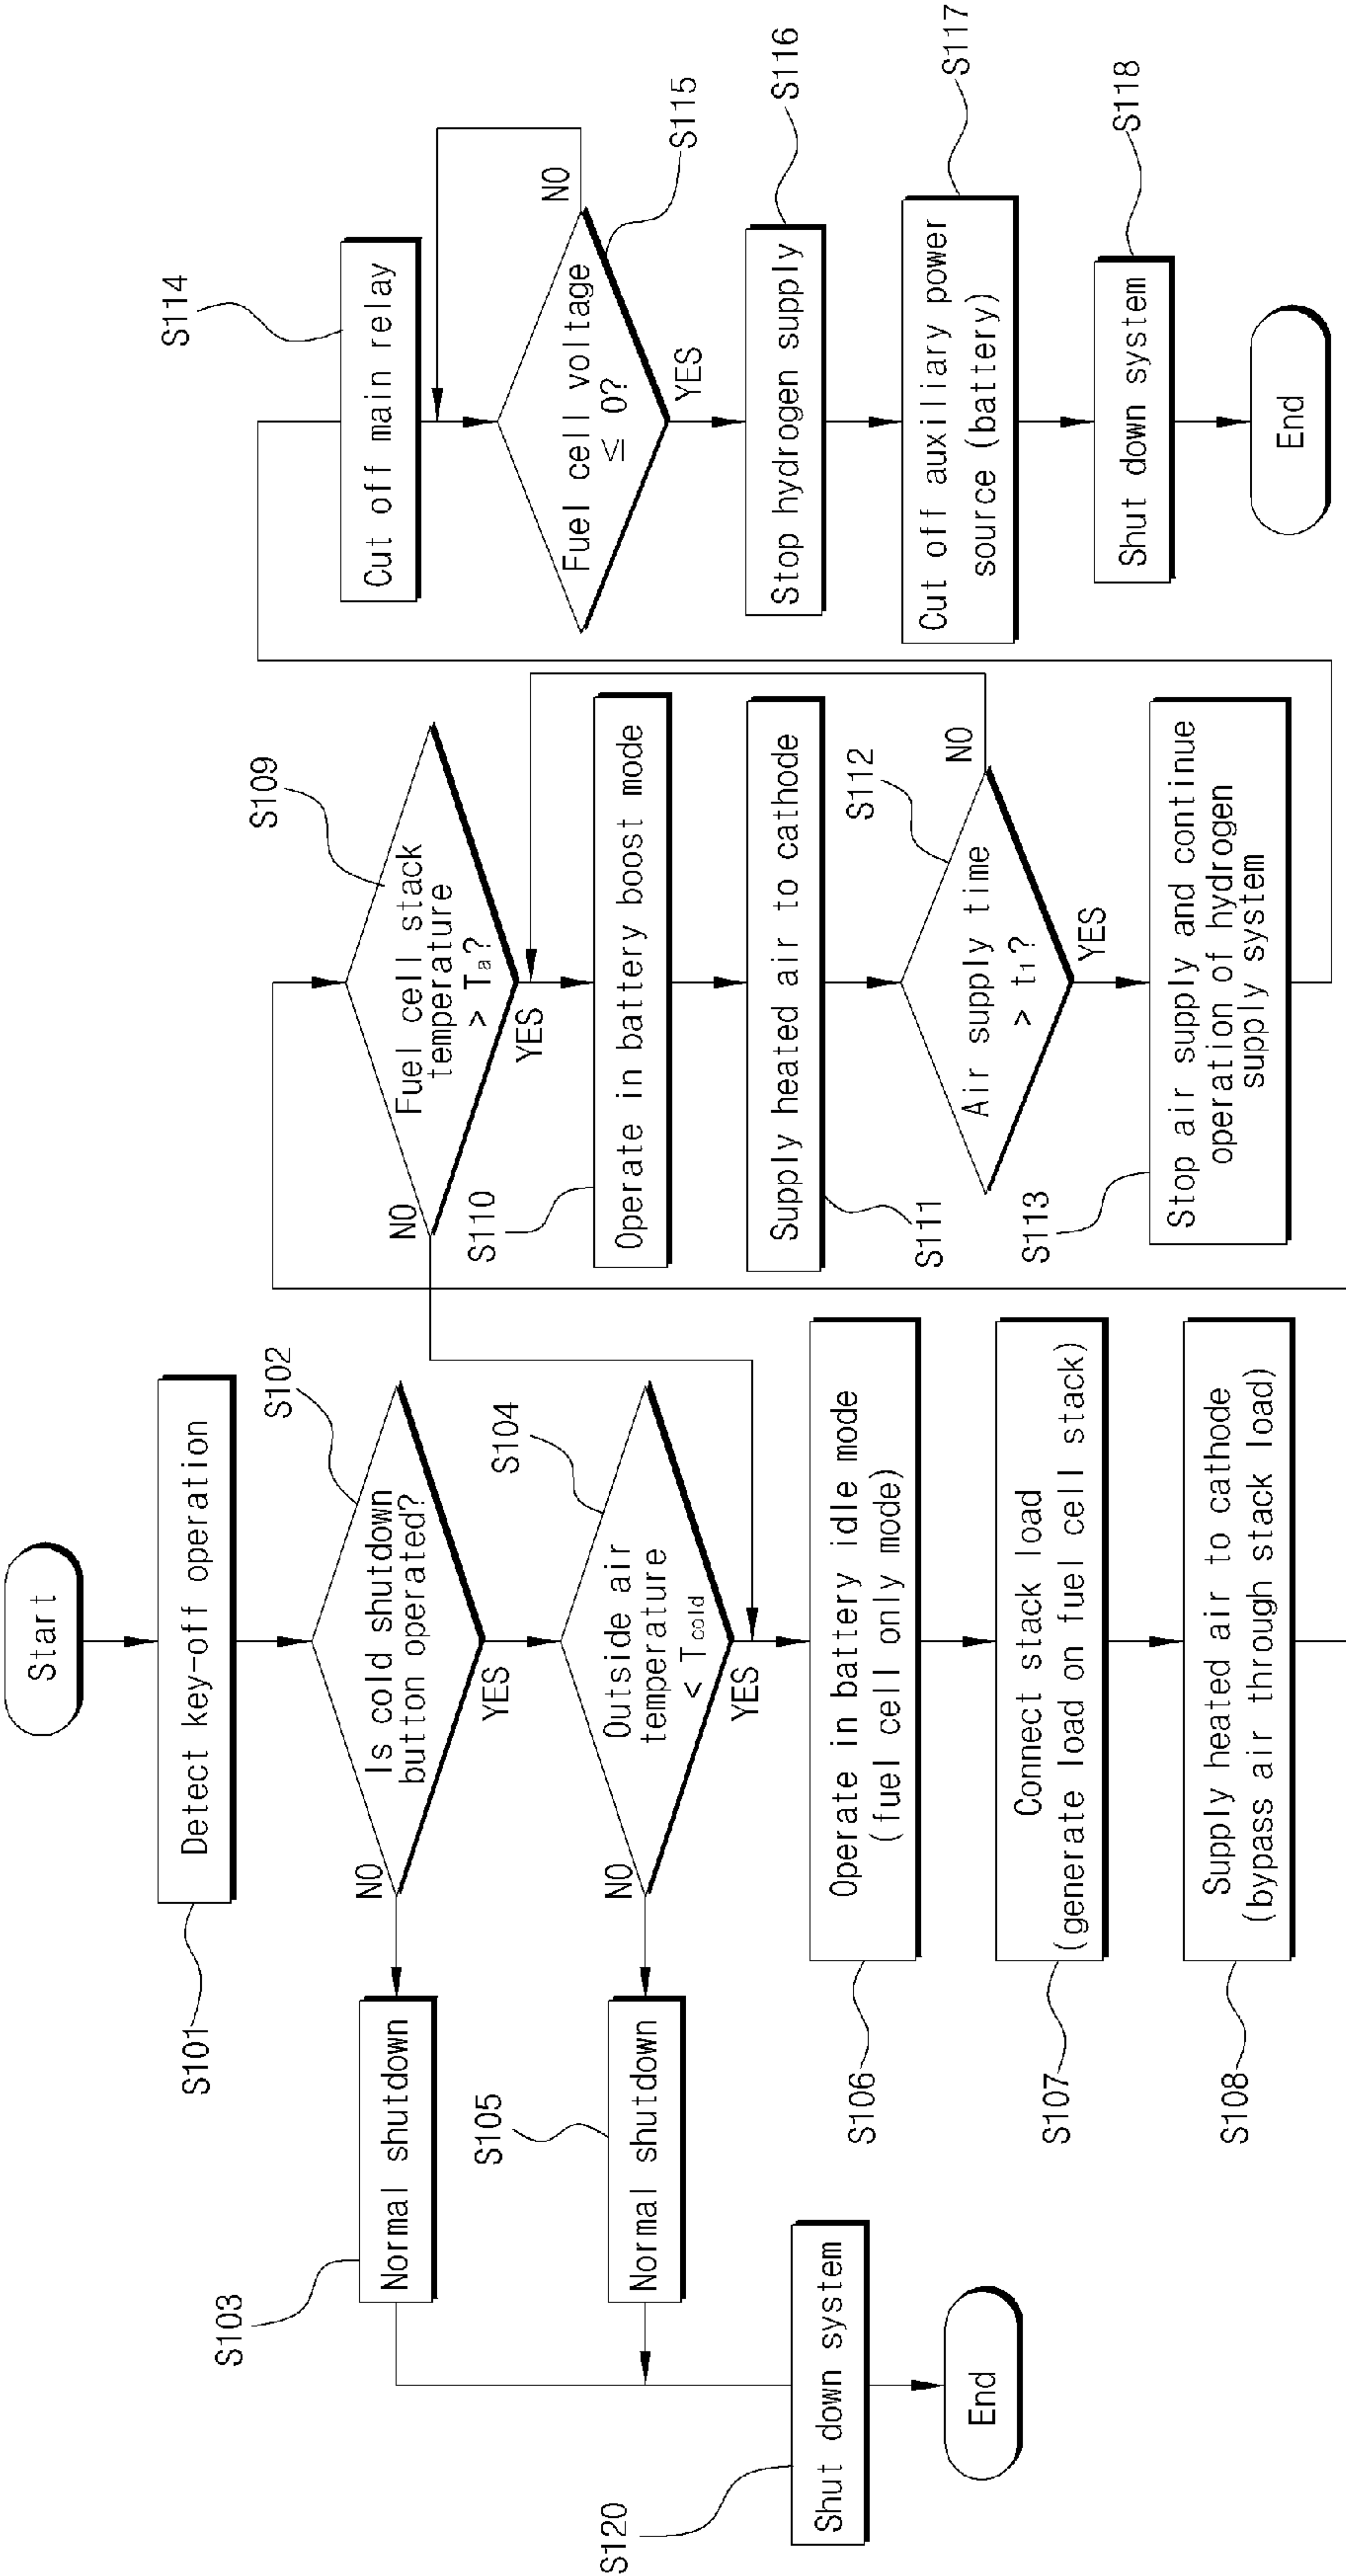 Start
Detect key-off operation
S101
Is cold shutdown
button operated?
S102
NO
YES
Normal shutdown
S103
Outside air
temperature
< Tcold
S104
NO
YES
Normal shutdown
S105
Shut down system
S120
End
Operate in battery idle mode
(fuel cell only mode)
S106
Connect stack load
(generate load on fuel cell stack)
S107
Supply heated air to cathode
(bypass air through stack load)
S108
Fuel cell stack
temperature
> Ta?
S109
NO
YES
Operate in battery boost mode
S110
Supply heated air to cathode
S111
Air supply time
> t1?
S112
NO
YES
Stop air supply and continue
operation of hydrogen
supply system
S113
Cut off main relay
S114
Fuel cell voltage
≤ 0?
S115
NO
YES
Stop hydrogen supply
S116
Cut off auxiliary power
source (battery)
S117
Shut down system
S118
End